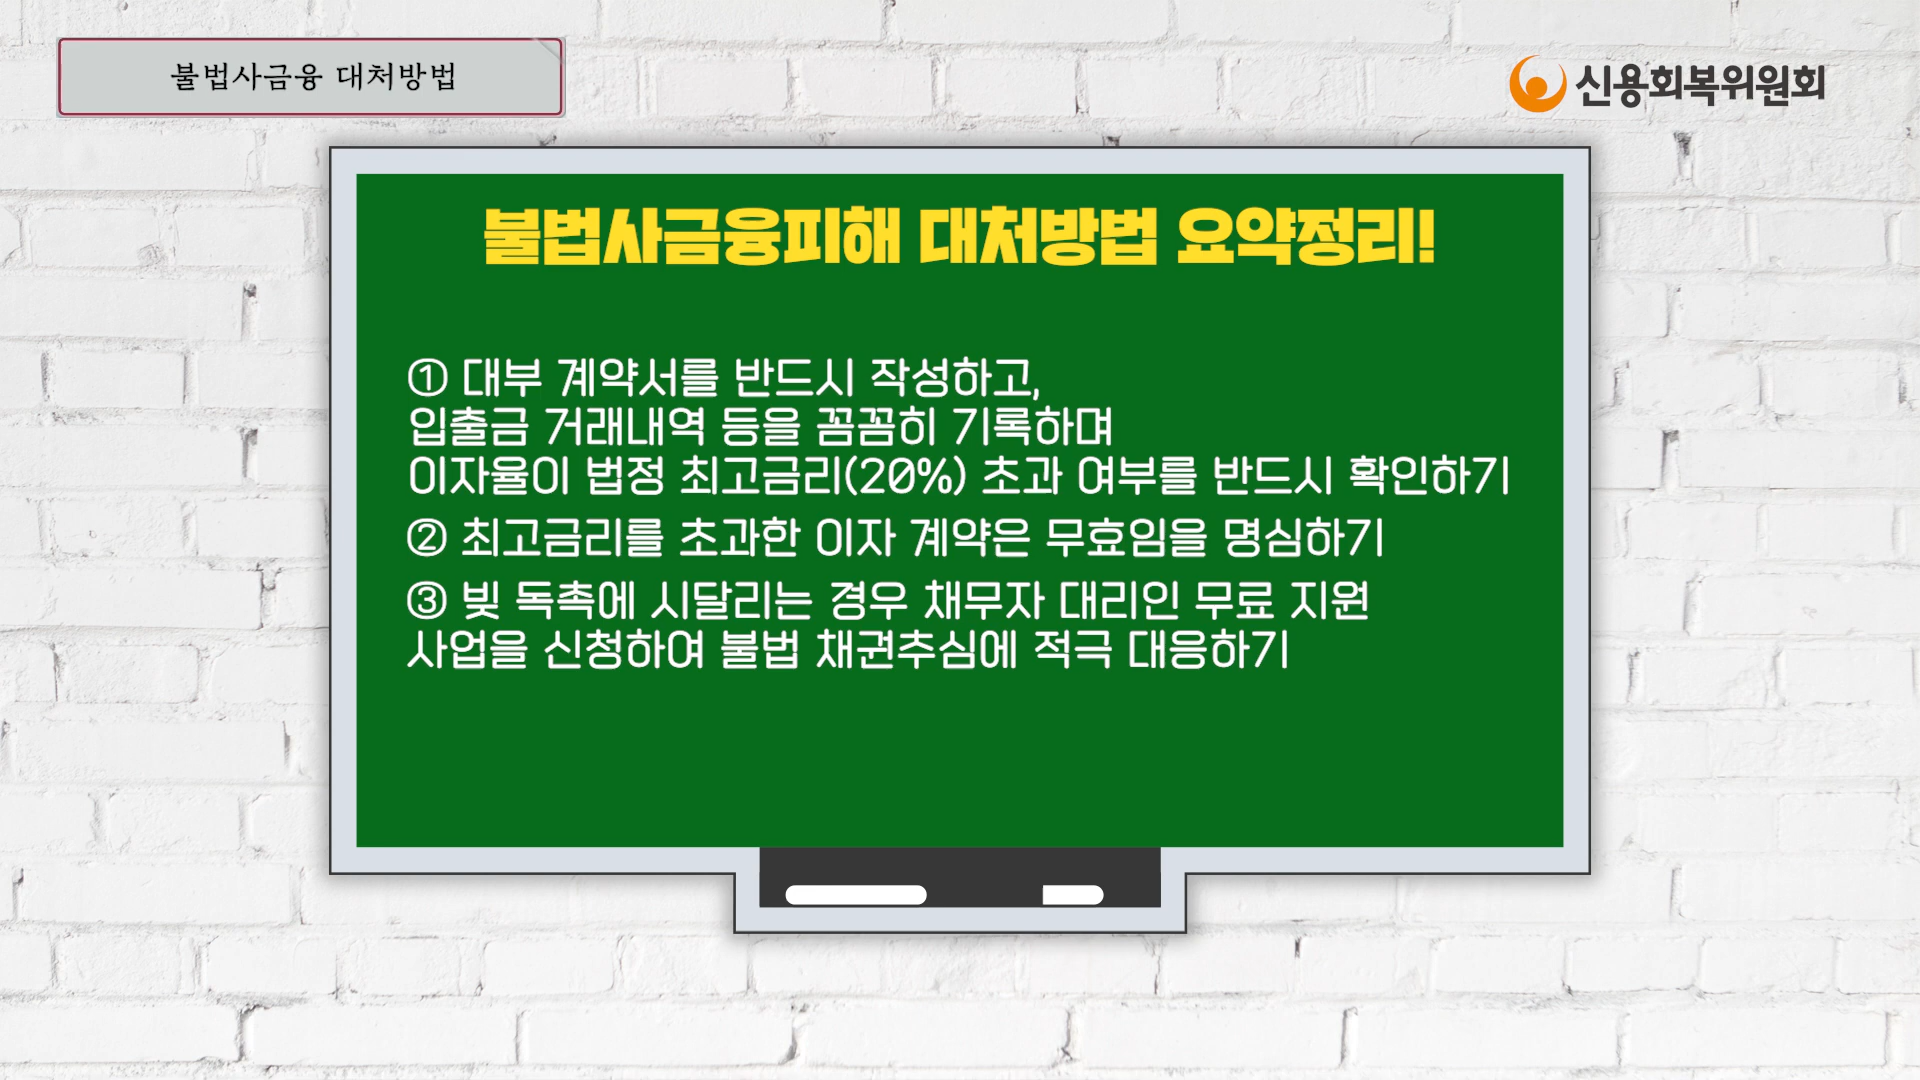 불법사금융 대처방법
신용회복위원회
불법사금융피해 대처방법 요약정리!
① 대부 계약서를 반드시 작성하고,
입출금 거래내역 등을 꼼꼼히 기록하며
이자율이 법정 최고금리(20%) 초과 여부를 반드시 확인하기
② 최고금리를 초과한 이자 계약은 무효임을 명심하기
③ 빚 독촉에 시달리는 경우 채무자 대리인 무료 지원
사업을 신청하여 불법 채권추심에 적극 대응하기